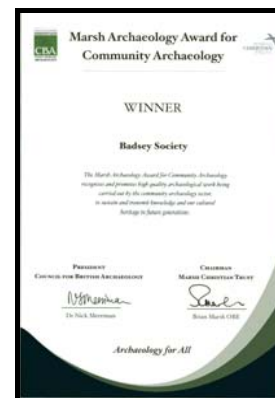 Marsh Archaeology Award for
Community Archaeology
CBA
WINNER
Badsey Society
The Marsh Archaeology Award for Community Archaeology
recognises and promotes high quality archaeological work being
carried out by the community archaeology sector,
to sustain and transmit knowledge and our cultural
heritage to future generations.
PRESIDENT
COUNCIL FOR BRITISH ARCHAEOLOGY
CHAIRMAN
MARSH CHRISTIAN TRUST
Dr Nick Merriman
Brian Marsh OBE
Archaeology for All